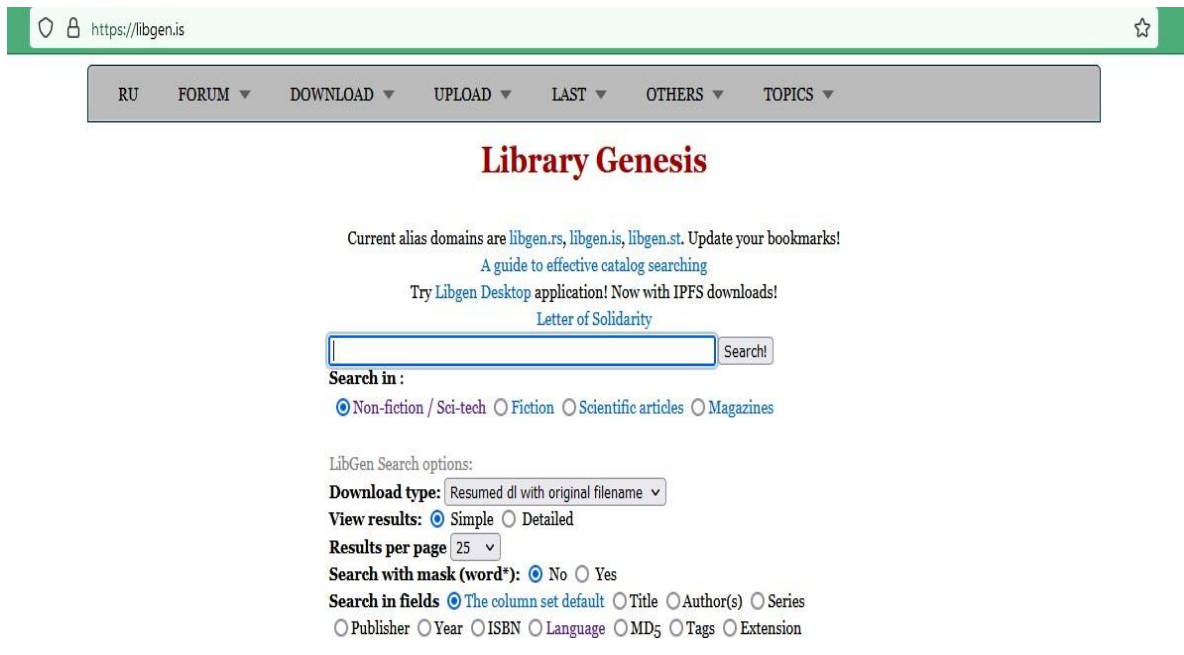 https://libgen.is
RU FORUM DOWNLOAD UPLOAD LAST OTHERS TOPICS
Library Genesis
Current alias domains are libgen.rs, libgen.is, libgen.st. Update your bookmarks!
A guide to effective catalog searching
Try Libgen Desktop application! Now with IPFS downloads!
Letter of Solidarity
Search!
Search in :
Non-fiction / Sci-tech Fiction Scientific articles Magazines
LibGen Search options:
Download type: Resumed dl with original filename
View results: Simple Detailed
Results per page 25
Search with mask (word*): No Yes
Search in fields The column set default Title Author(s) Series
Publisher Year ISBN Language MD5 Tags Extension